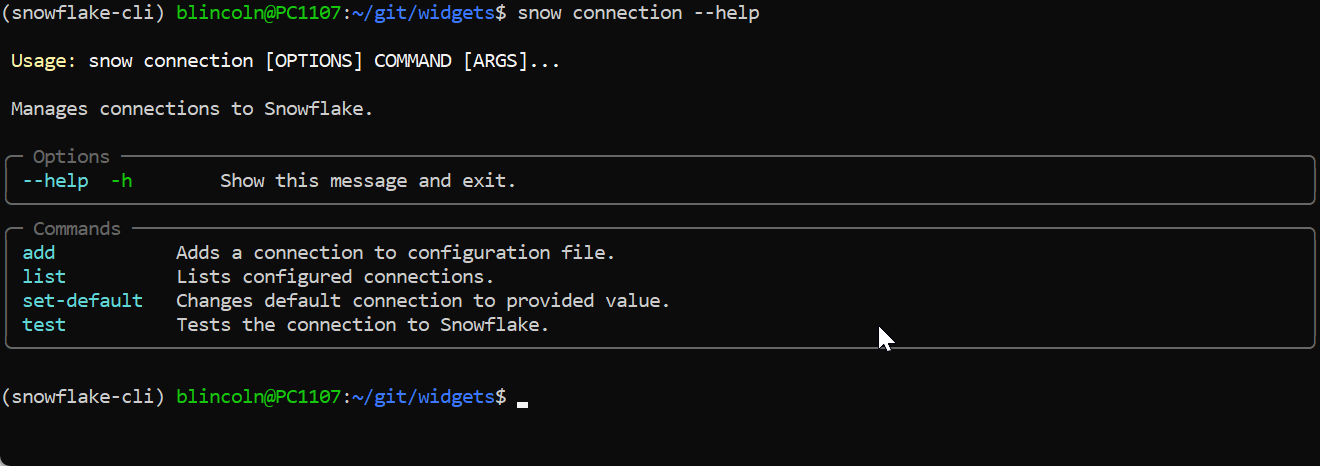 (snowflake-cli) blincoln@PC1107:~/git/widgets$ snow connection --help
Usage: snow connection [OPTIONS] COMMAND [ARGS]...
Manages connections to Snowflake.
Options
--help -h Show this message and exit.
Commands
add Adds a connection to configuration file.
list Lists configured connections.
set-default Changes default connection to provided value.
test Tests the connection to Snowflake.
(snowflake-cli) blincoln@PC1107:~/git/widgets$